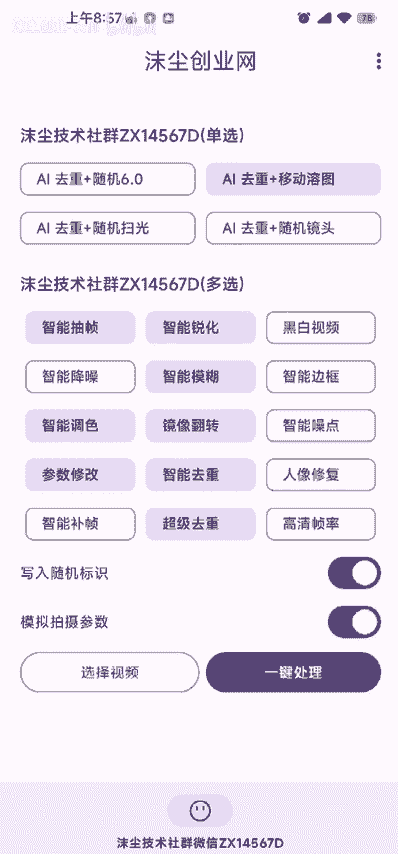 上午8:57
78
沫尘创业网
沫尘技术社群ZX14567D(单选)
AI 去重+随机6.0
AI 去重+移动溶图
AI 去重+随机扫光
AI 去重+随机镜头
沫尘技术社群ZX14567D(多选)
智能抽帧
智能锐化
黑白视频
智能降噪
智能模糊
智能边框
智能调色
镜像翻转
智能噪点
参数修改
智能去重
人像修复
智能补帧
超级去重
高清帧率
写入随机标识
模拟拍摄参数
选择视频
一键处理
沫尘技术社群微信ZX14567D